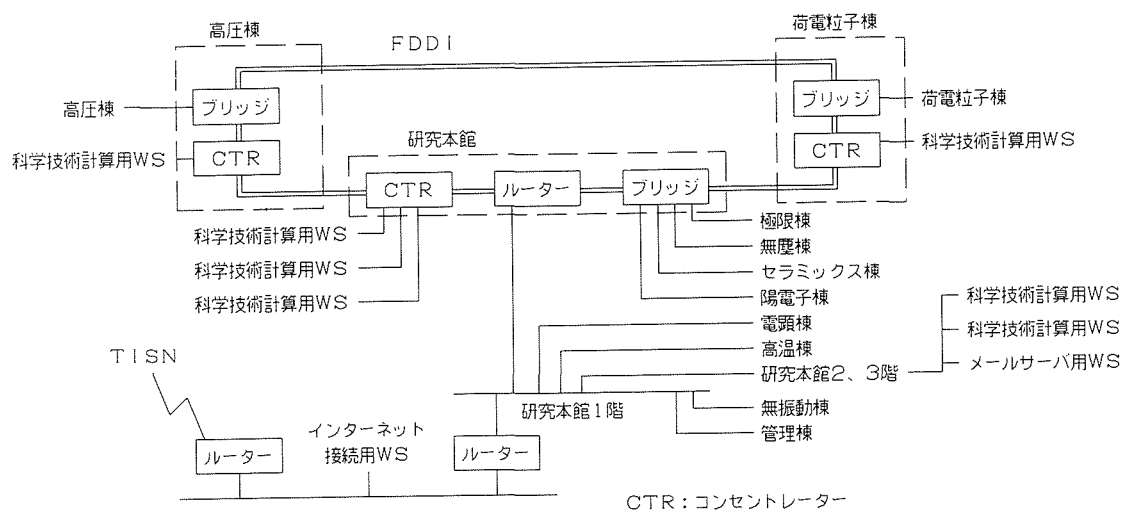 高圧棟
FDDI
荷電粒子棟
ブリッジ
高圧棟
ブリッジ
荷電粒子棟
CTR
科学技術計算用WS
研究本館
CTR
科学技術計算用WS
CTR
ルーター
ブリッジ
科学技術計算用WS
極限棟
無塵棟
科学技術計算用WS
セラミックス棟
科学技術計算用WS
陽電子棟
科学技術計算用WS
電顕棟
科学技術計算用WS
TISN
高温棟
研究本館2、3階
メールサーバ用WS
研究本館1階
無振動棟
インターネット
接続用WS
管理棟
ルーター
ルーター
CTR:コンセントレーター